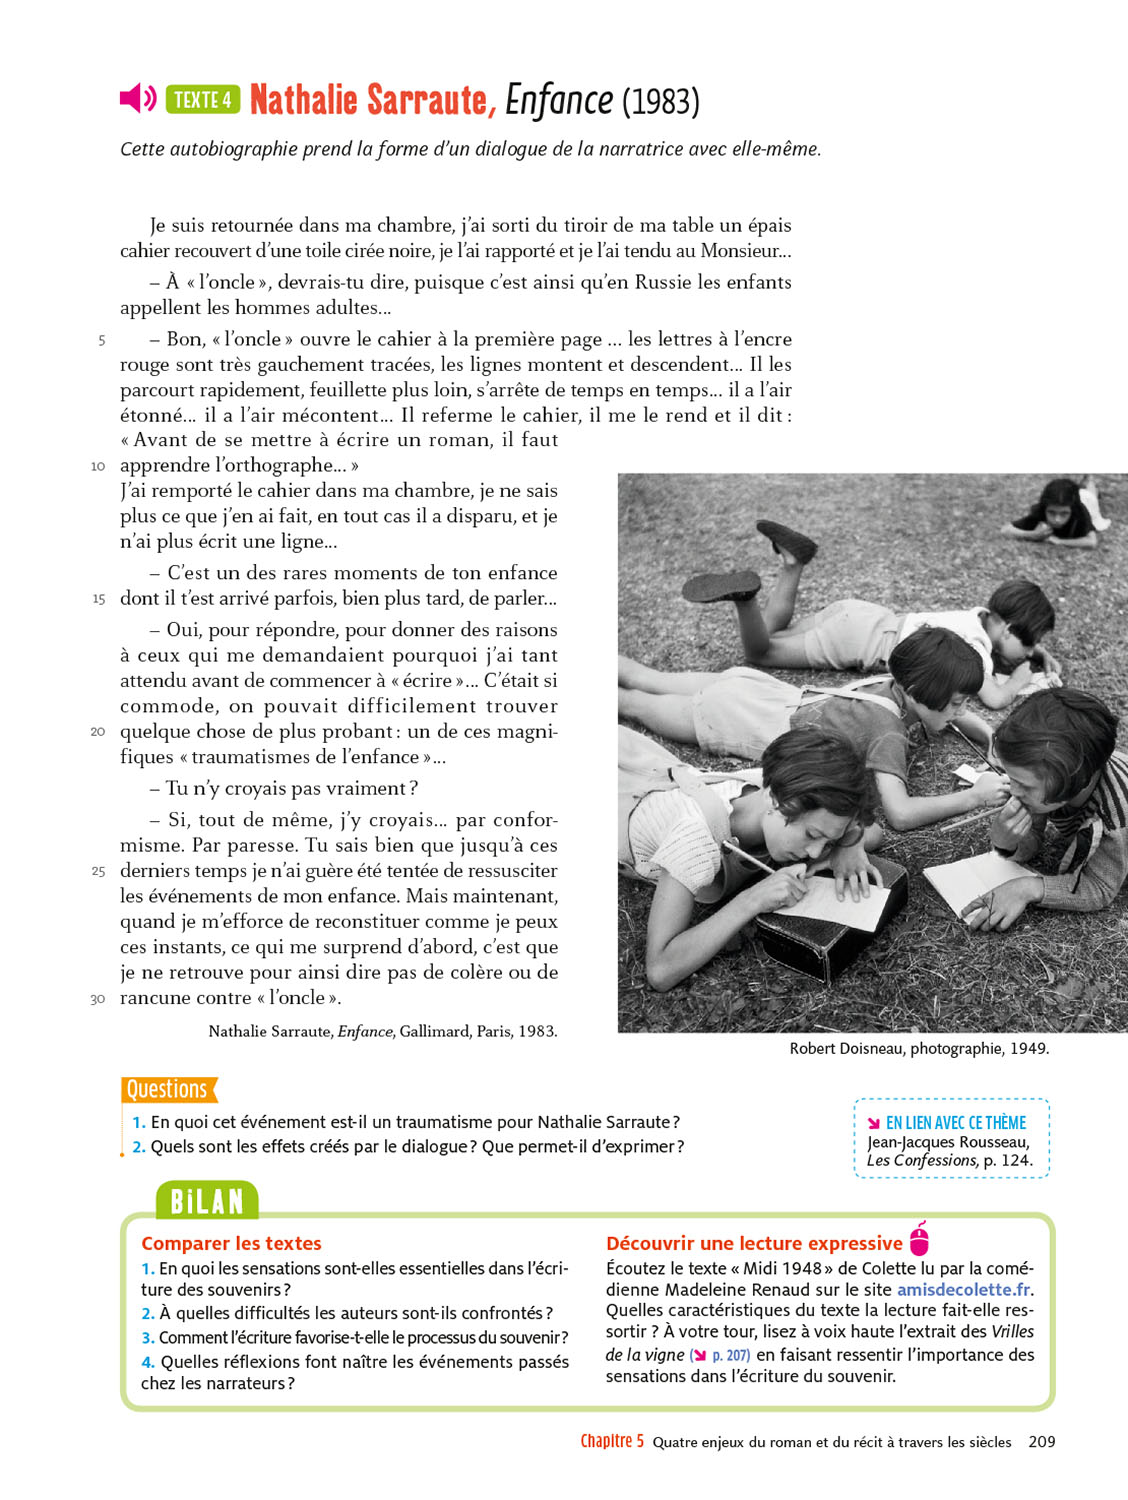 TEXTE 4 Nathalie Sarraute, Enfance (1983)
Cette autobiographie prend la forme d'un dialogue de la narratrice avec elle-même.
Je suis retournée dans ma chambre, j'ai sorti du tiroir de ma table un épais
cahier recouvert d'une toile cirée noire, je l'ai rapporté et je l'ai tendu au Monsieur...
– À « l'oncle », devrais-tu dire, puisque c'est ainsi qu'en Russie les enfants
appellent les hommes adultes...
5 – Bon, « l'oncle » ouvre le cahier à la première page ... les lettres à l'encre
rouge sont très gauchement tracées, les lignes montent et descendent... Il les
parcourt rapidement, feuillette plus loin, s'arrête de temps en temps... il a l'air
étonné... il a l'air mécontent... Il referme le cahier, il me le rend et il dit :
« Avant de se mettre à écrire un roman, il faut
10 apprendre l'orthographe... »
J'ai remporté le cahier dans ma chambre, je ne sais
plus ce que j'en ai fait, en tout cas il a disparu, et je
n'ai plus écrit une ligne...
– C'est un des rares moments de ton enfance
15 dont il t'est arrivé parfois, bien plus tard, de parler...
– Oui, pour répondre, pour donner des raisons
à ceux qui me demandaient pourquoi j'ai tant
attendu avant de commencer à « écrire »... C'était si
commode, on pouvait difficilement trouver
20 quelque chose de plus probant : un de ces magni-
fiques « traumatismes de l'enfance »...
– Tu n'y croyais pas vraiment ?
– Si, tout de même, j'y croyais... par confor-
misme. Par paresse. Tu sais bien que jusqu'à ces
25 derniers temps je n'ai guère été tentée de ressusciter
les événements de mon enfance. Mais maintenant,
quand je m'efforce de reconstituer comme je peux
ces instants, ce qui me surprend d'abord, c'est que
je ne retrouve pour ainsi dire pas de colère ou de
30 rancune contre « l'oncle ».
Nathalie Sarraute, Enfance, Gallimard, Paris, 1983.
Robert Doisneau, photographie, 1949.
Questions
1. En quoi cet événement est-il un traumatisme pour Nathalie Sarraute ?
2. Quels sont les effets créés par le dialogue ? Que permet-il d'exprimer ?
EN LIEN AVEC CE THÈME
Jean-Jacques Rousseau,
Les Confessions, p. 124.
BiLAN
Comparer les textes
1. En quoi les sensations sont-elles essentielles dans l'écri-
ture des souvenirs ?
2. À quelles difficultés les auteurs sont-ils confrontés ?
3. Comment l'écriture favorise-t-elle le processus du souvenir ?
4. Quelles réflexions font naître les événements passés
chez les narrateurs ?
Découvrir une lecture expressive
Écoutez le texte « Midi 1948 » de Colette lu par la comé-
dienne Madeleine Renaud sur le site amisdecolette.fr.
Quelles caractéristiques du texte la lecture fait-elle res-
sortir ? À votre tour, lisez à voix haute l'extrait des Vrilles
de la vigne ( p. 207) en faisant ressentir l'importance des
sensations dans l'écriture du souvenir.
Chapitre 5 Quatre enjeux du roman et du récit à travers les siècles 209